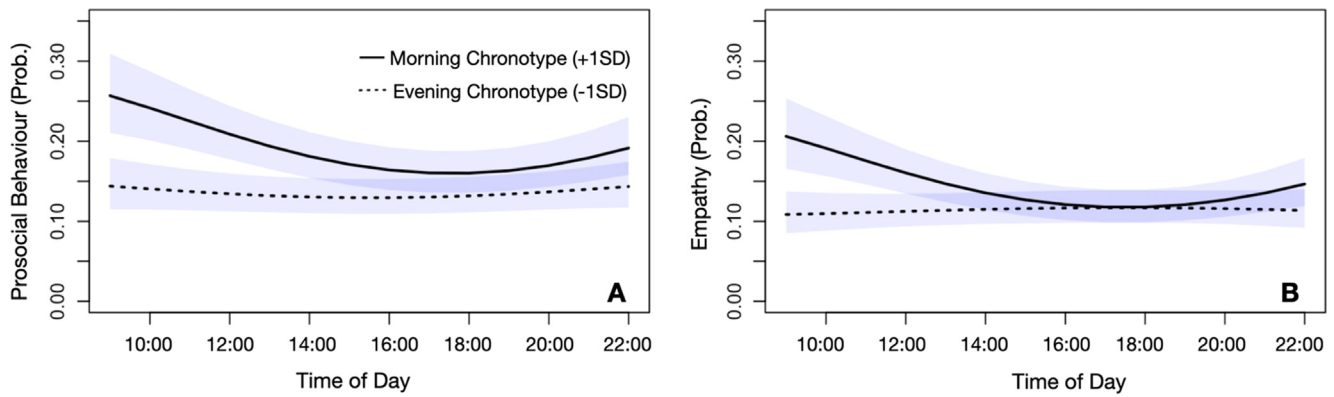 Prosocial Behaviour (Prob.)
0.30
0.20
0.10
0.00
Morning Chronotype (+1SD)
Evening Chronotype (-1SD)
A
10:00 12:00 14:00 16:00 18:00 20:00 22:00
Time of Day
Empathy (Prob.)
0.30
0.20
0.10
0.00
B
10:00 12:00 14:00 16:00 18:00 20:00 22:00
Time of Day